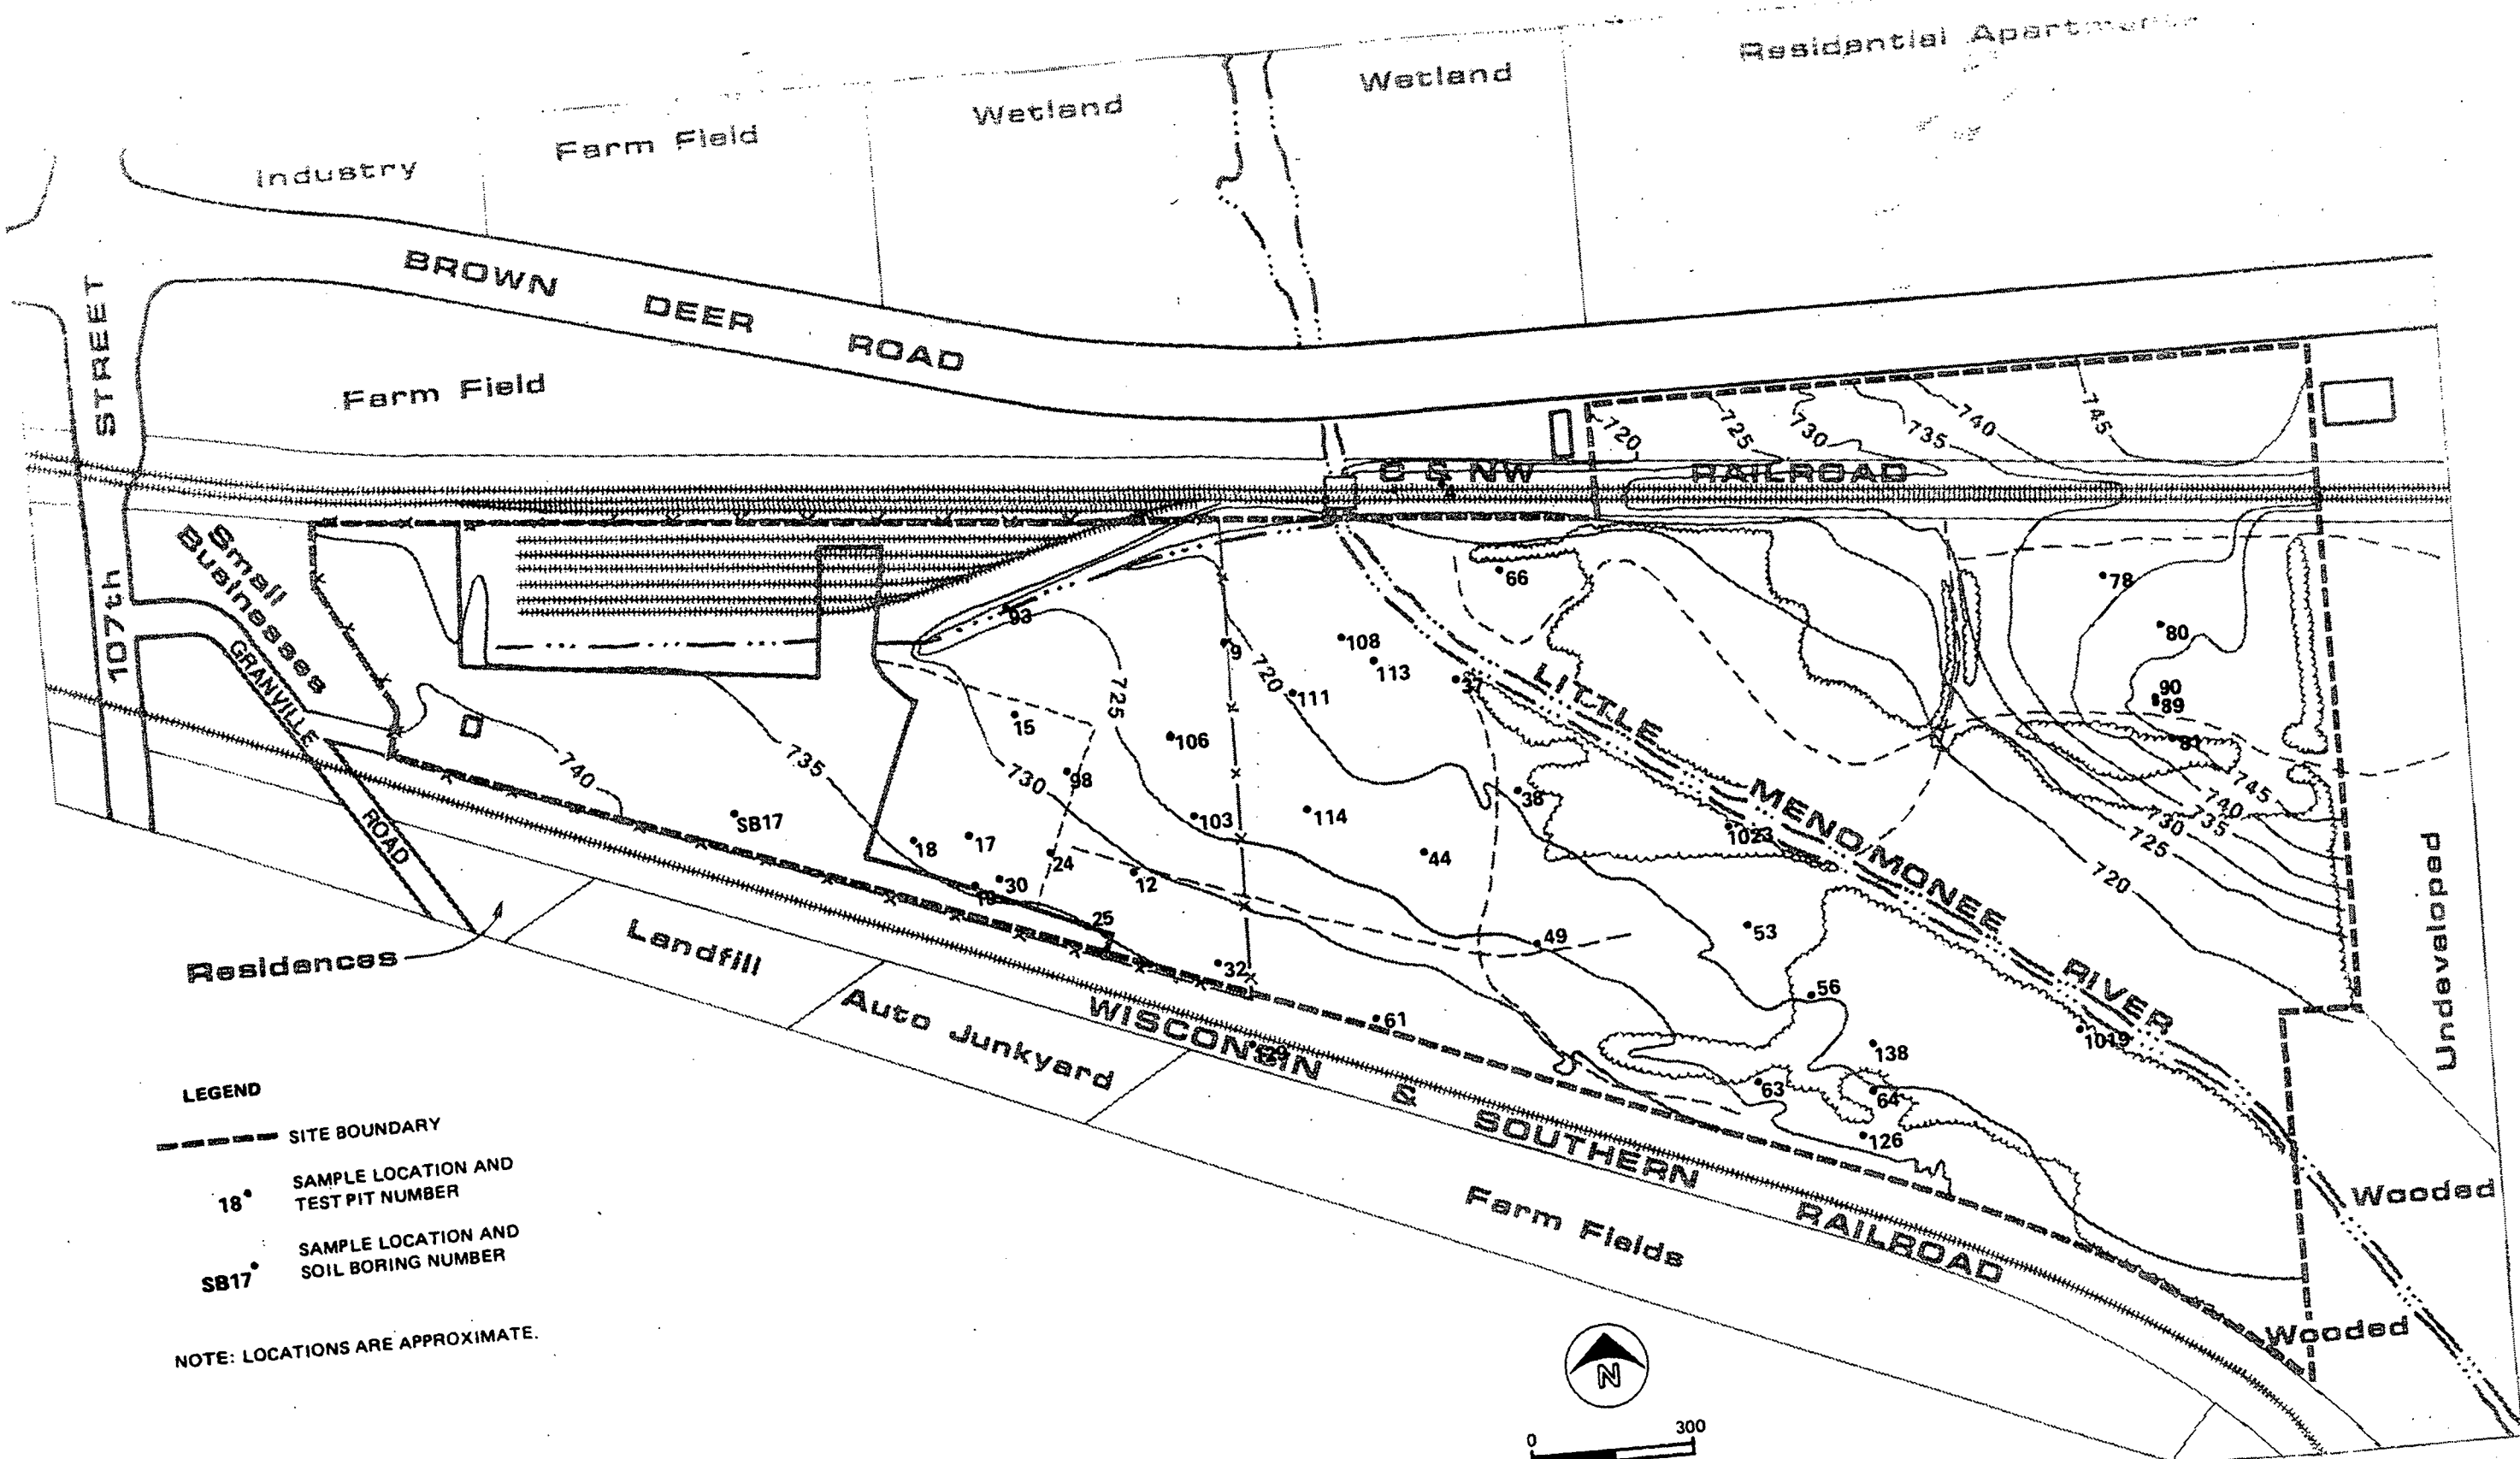 Residential
Wetland
Wetland
Farm Field
Industry
BROWN DEER ROAD
STREET
107th
Farm Field
C & NW RAILROAD
720
725
730
735
740
745
Small
Businesses
GRANVILLE
ROAD
66
78
80
90
89
81
93
9
108
113
37
111
720
725
LITTLE MENOMONEE RIVER
15
106
98
730
735
740
SB17
103
114
38
1023
18
17
24
44
30
12
19
25
32
49
53
56
61
138
1019
63
64
126
745
740
735
730
725
720
Undeveloped
Residences
Landfill
Auto Junkyard
WISCONSIN & SOUTHERN RAILROAD
Farm Fields
Wooded
Wooded
LEGEND
SITE BOUNDARY
18
SAMPLE LOCATION AND
TEST PIT NUMBER
SB17
SAMPLE LOCATION AND
SOIL BORING NUMBER
NOTE: LOCATIONS ARE APPROXIMATE.
N
0
300